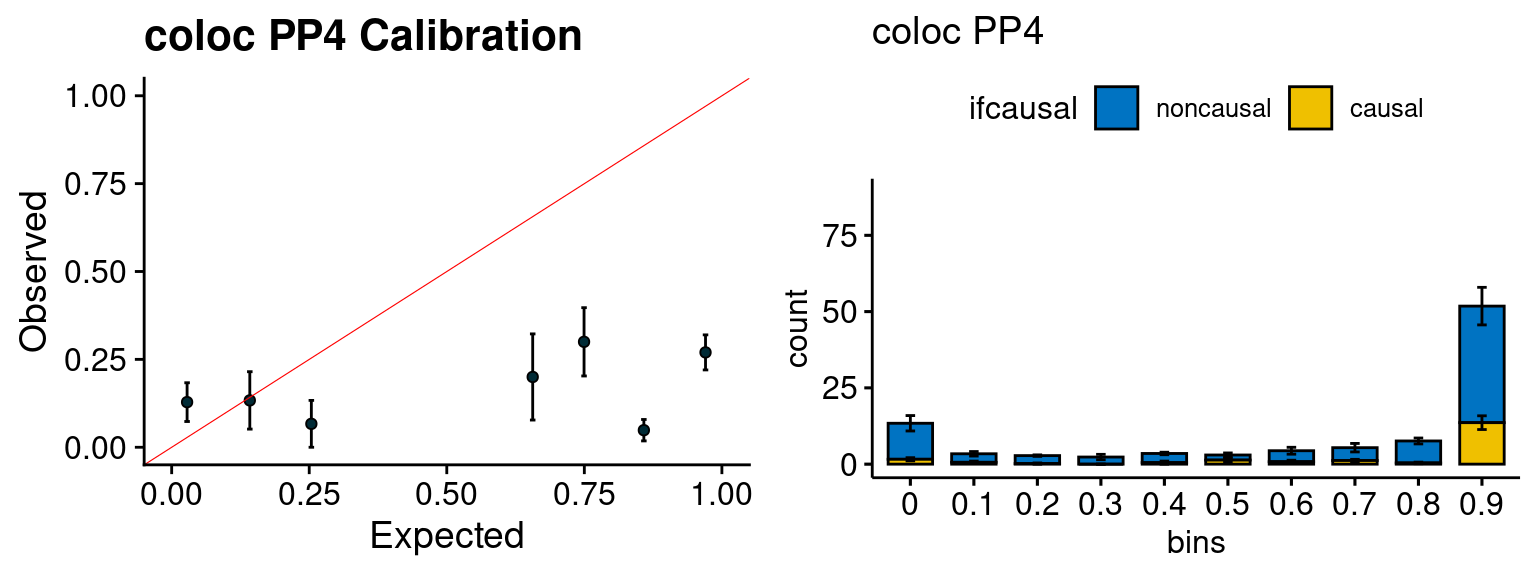 coloc PP4 Calibration
Observed
1.00
0.75
0.50
0.25
0.00
0.00 0.25 0.50 0.75 1.00
Expected
coloc PP4
ifcausal noncausal causal
count
75
50
25
0
0 0.1 0.2 0.3 0.4 0.5 0.6 0.7 0.8 0.9
bins